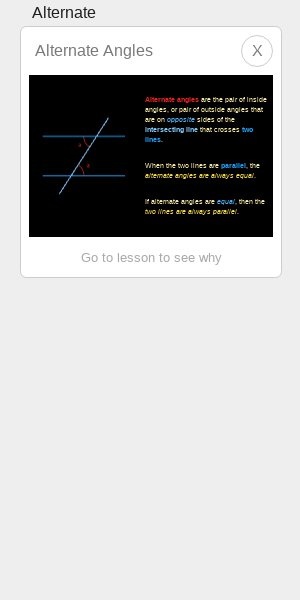 Alternate
Alternate Angles
X
Alternate angles are the pair of inside
angles, or pair of outside angles that
are on opposite sides of the
intersecting line that crosses two
lines.
When the two lines are parallel, the
alternate angles are always equal.
If alternate angles are equal, then the
two lines are always parallel.
Go to lesson to see why